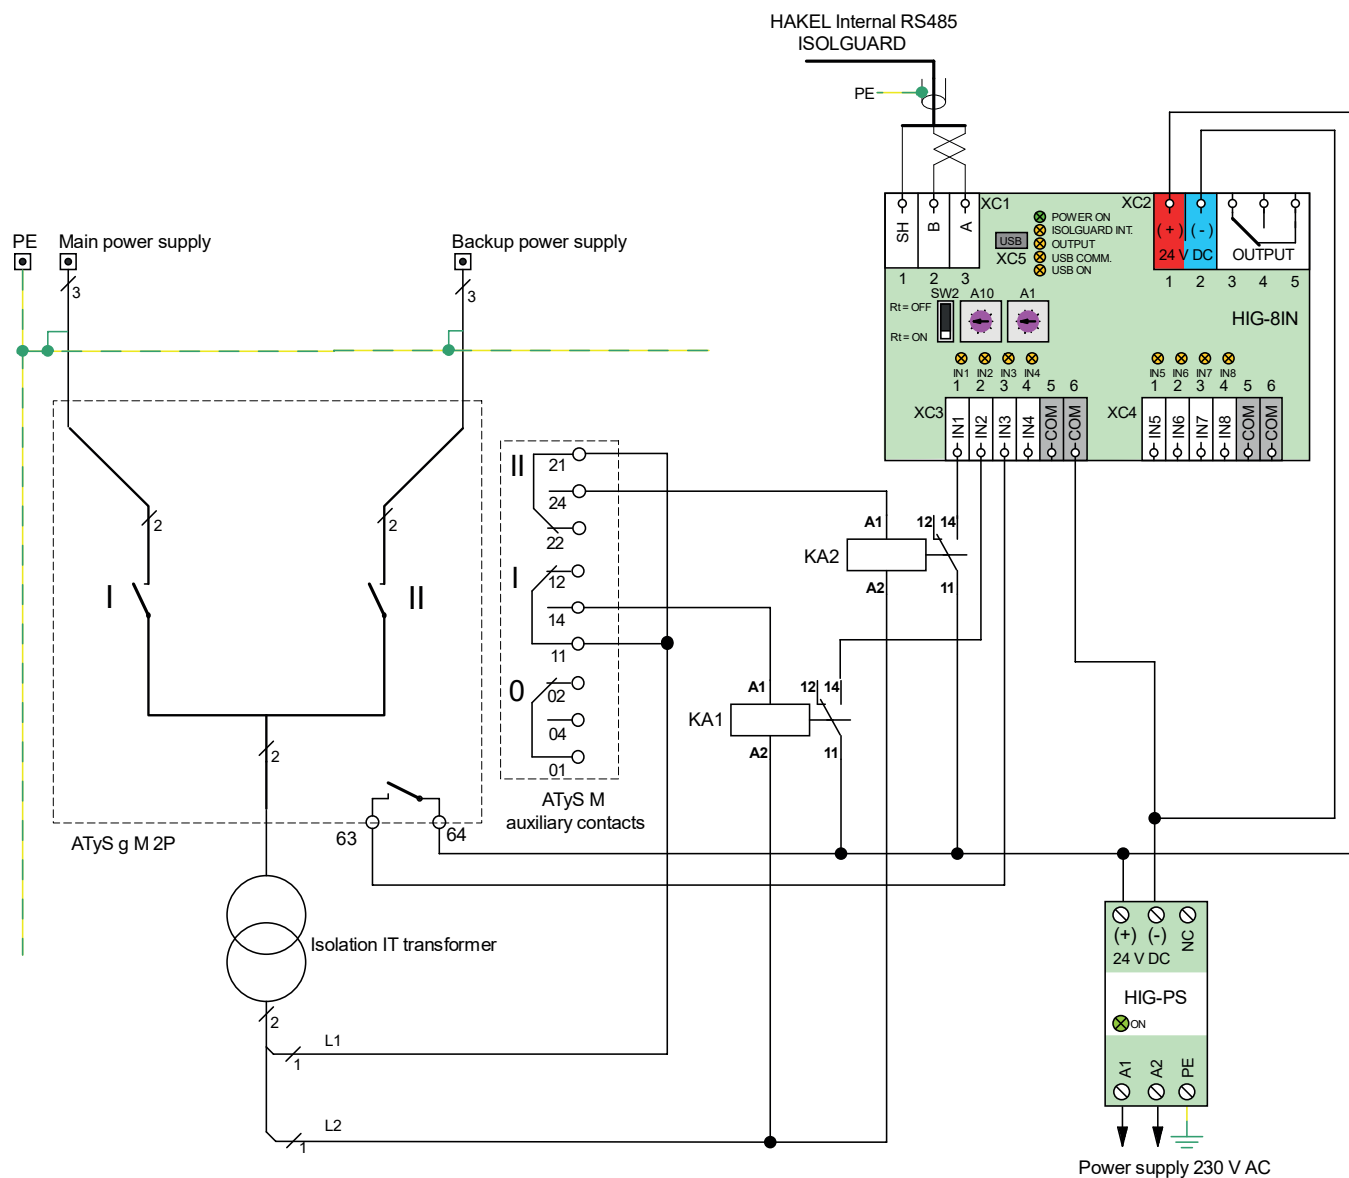 HAKEL Internal RS485
ISOLGUARD
PE
XC1
SH
B
A
1
2
3
USB
XC5
POWER ON
ISOLGUARD INT.
OUTPUT
USB COMM.
USB ON
XC2
(+)
(-)
24 V DC
3
4
5
OUTPUT
1
2
3
4
5
SW2
A10
A1
Rt = OFF
Rt = ON
HIG-8IN
IN1
IN2
IN3
IN4
1
2
3
4
5
6
XC3
IN1
IN2
IN3
IN4
COM
COM
IN5
IN6
IN7
IN8
1
2
3
4
5
6
XC4
IN5
IN6
IN7
IN8
COM
COM
PE
Main power supply
Backup power supply
3
3
2
2
I
II
2
63
64
ATyS g M 2P
II
21
24
22
I
12
14
11
0
02
04
01
ATyS M
auxiliary contacts
A1
KA2
A2
12
14
11
A1
KA1
A2
12
14
11
Isolation IT transformer
2
L1
1
L2
1
(+)
(-)
NC
24 V DC
HIG-PS
ON
A1
A2
PE
Power supply 230 V AC